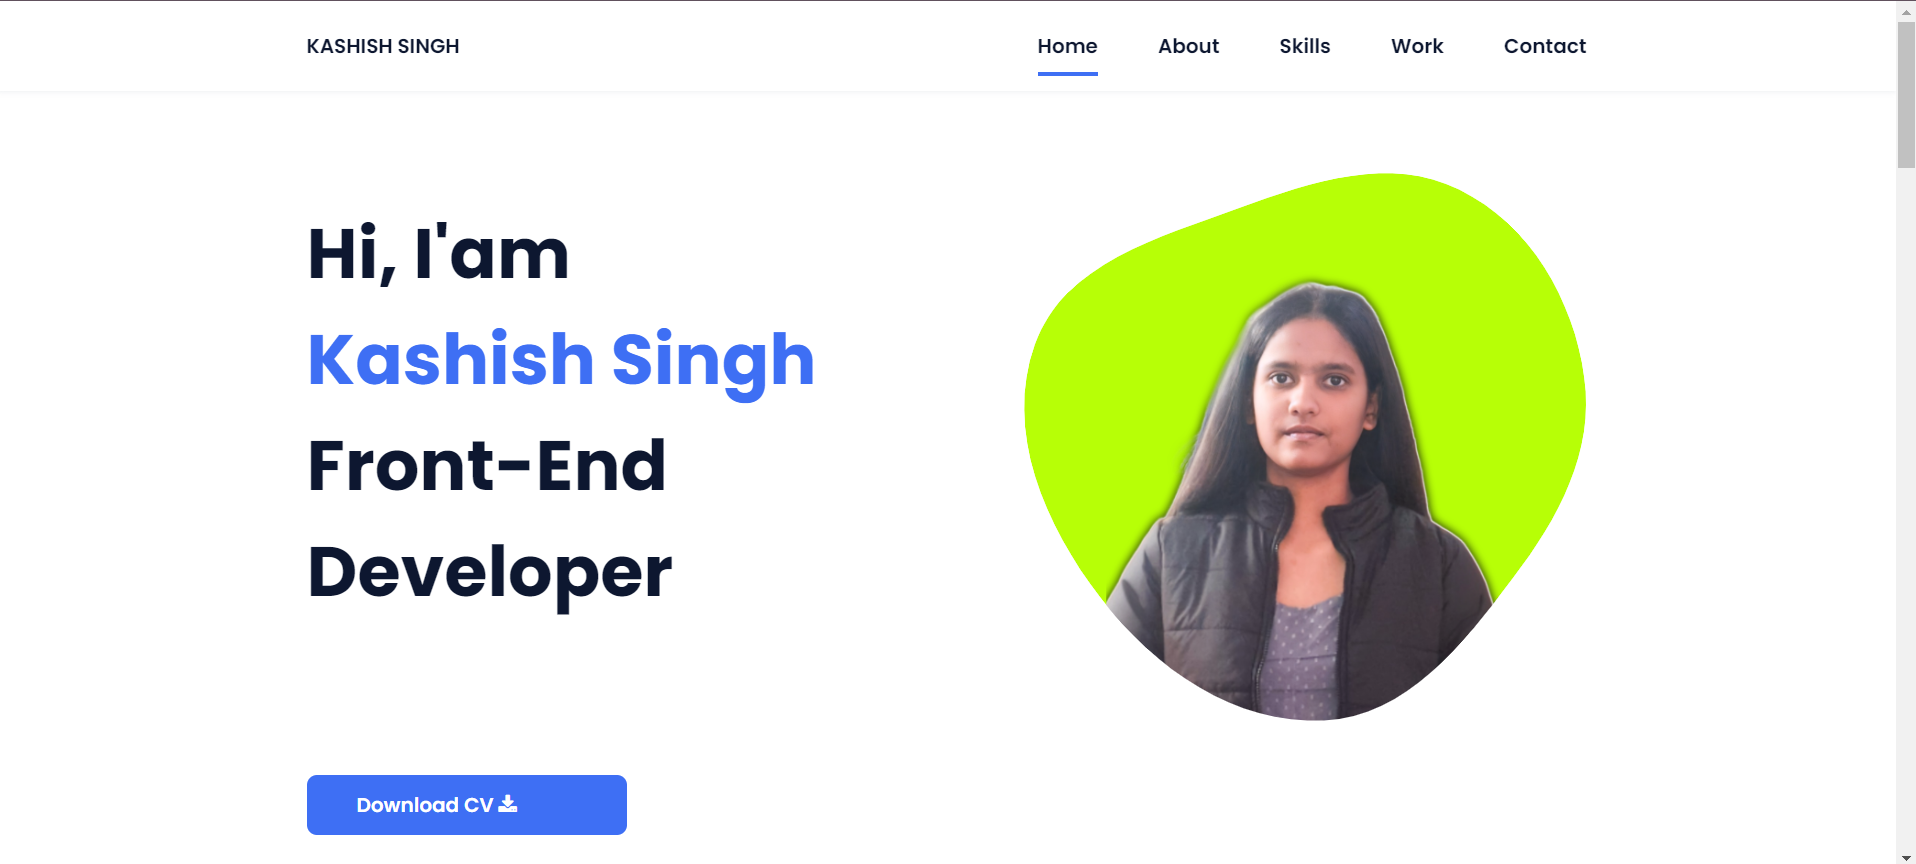 KASHISH SINGH
Home About Skills Work Contact
Hi, I'am
Kashish Singh
Front-End
Developer
Download CV